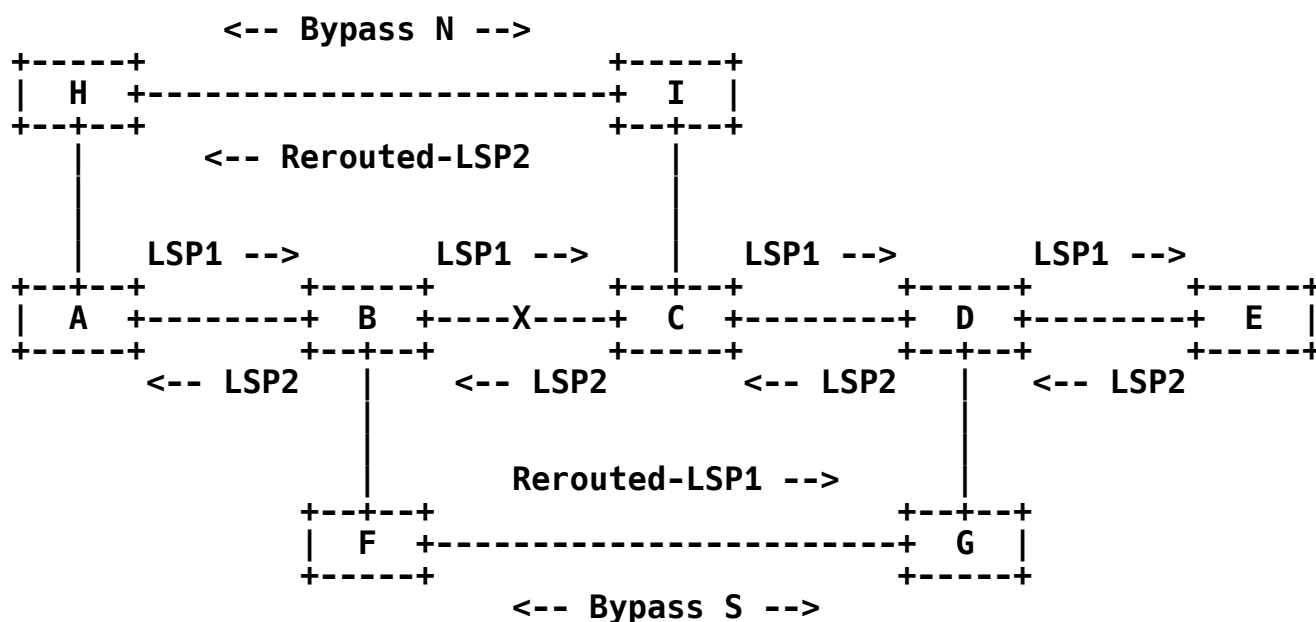 <-- Bypass N -->
H I
<-- Rerouted-LSP2
LSP1 --> LSP1 --> LSP1 --> LSP1 -->
A B X C D E
<-- LSP2 <-- LSP2 <-- LSP2 <-- LSP2
Rerouted-LSP1 -->
F G
<-- Bypass S -->